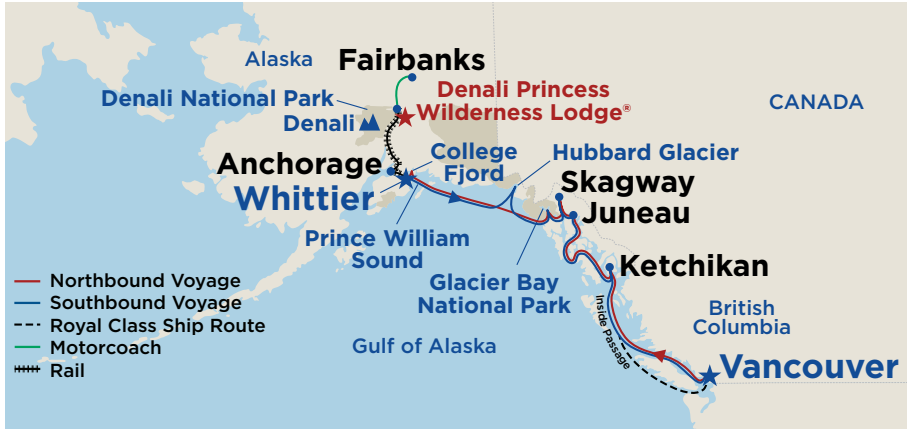 Alaska
Fairbanks
Denali National Park
Denali
Denali Princess
Wilderness Lodge®
CANADA
Anchorage
Whittier
College
Fjord
Hubbard Glacier
Skagway
Juneau
Prince William
Sound
Glacier Bay
National Park
Ketchikan
Northbound Voyage
Southbound Voyage
Royal Class Ship Route
Motorcoach
Rail
Gulf of Alaska
Inside Passage
British
Columbia
Vancouver